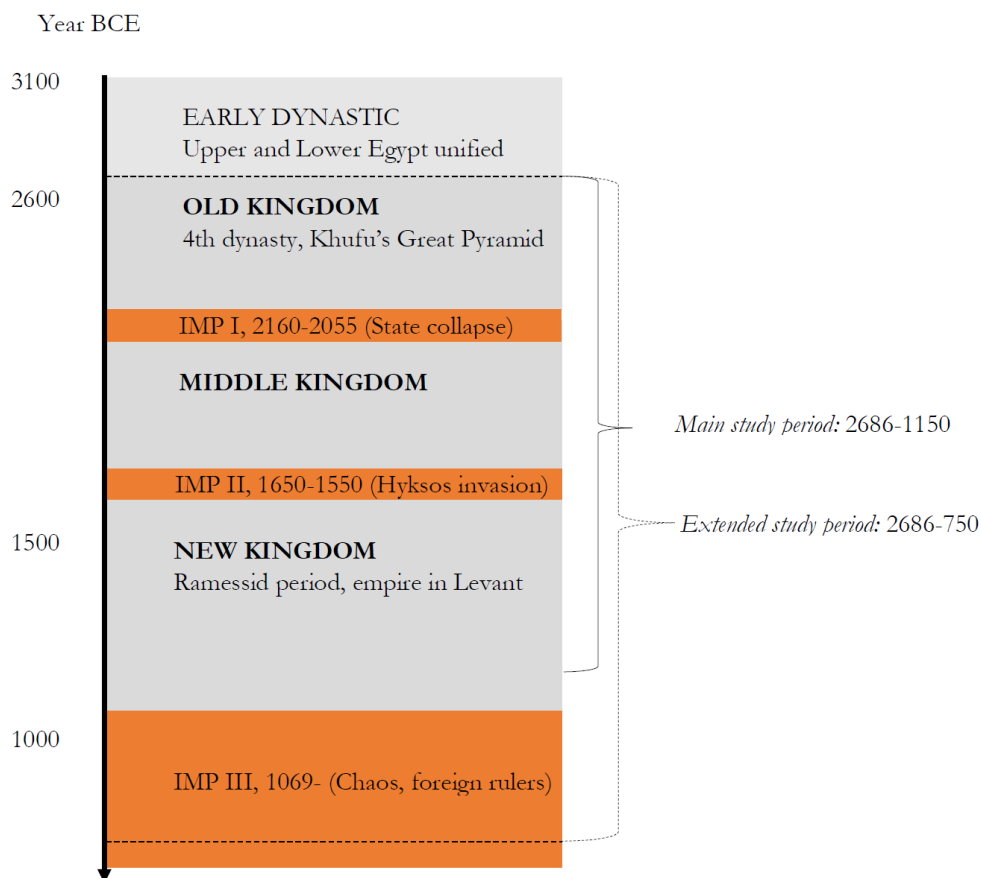 Year BCE
3100
EARLY DYNASTIC
Upper and Lower Egypt unified
2600
OLD KINGDOM
4th dynasty, Khufu’s Great Pyramid
IMP I, 2160-2055 (State collapse)
MIDDLE KINGDOM
Main study period: 2686-1150
IMP II, 1650-1550 (Hyksos invasion)
Extended study period: 2686-750
1500
NEW KINGDOM
Ramessid period, empire in Levant
1000
IMP III, 1069- (Chaos, foreign rulers)